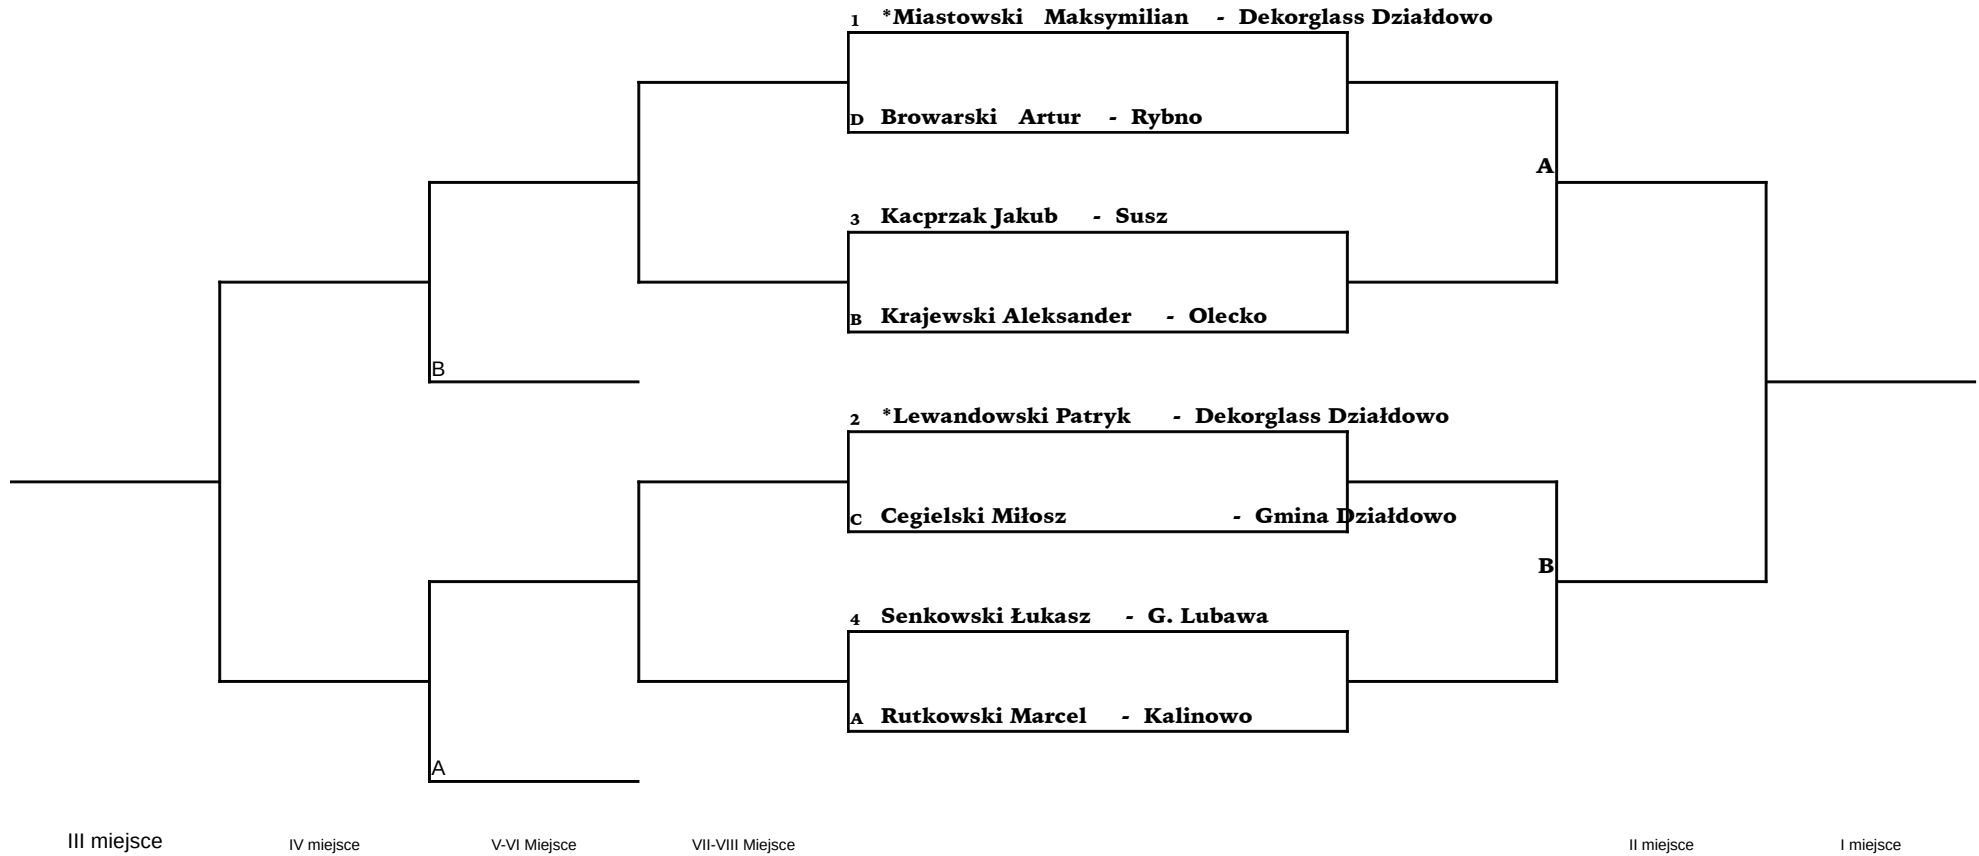 1 *Miastowski Maksymilian - Dekorglass Działdowo
D Browarski Artur - Rybno
A
3 Kacprzak Jakub - Susz
B Krajewski Aleksander - Olecko
B
2 *Lewandowski Patryk - Dekorglass Działdowo
C Cegielski Miłosz - Gmina Działdowo
B
4 Senkowski Łukasz - G. Lubawa
A Rutkowski Marcel - Kalinowo
A
III miejsce IV miejsce V-VI Miejsce VII-VIII Miejsce II miejsce I miejsce